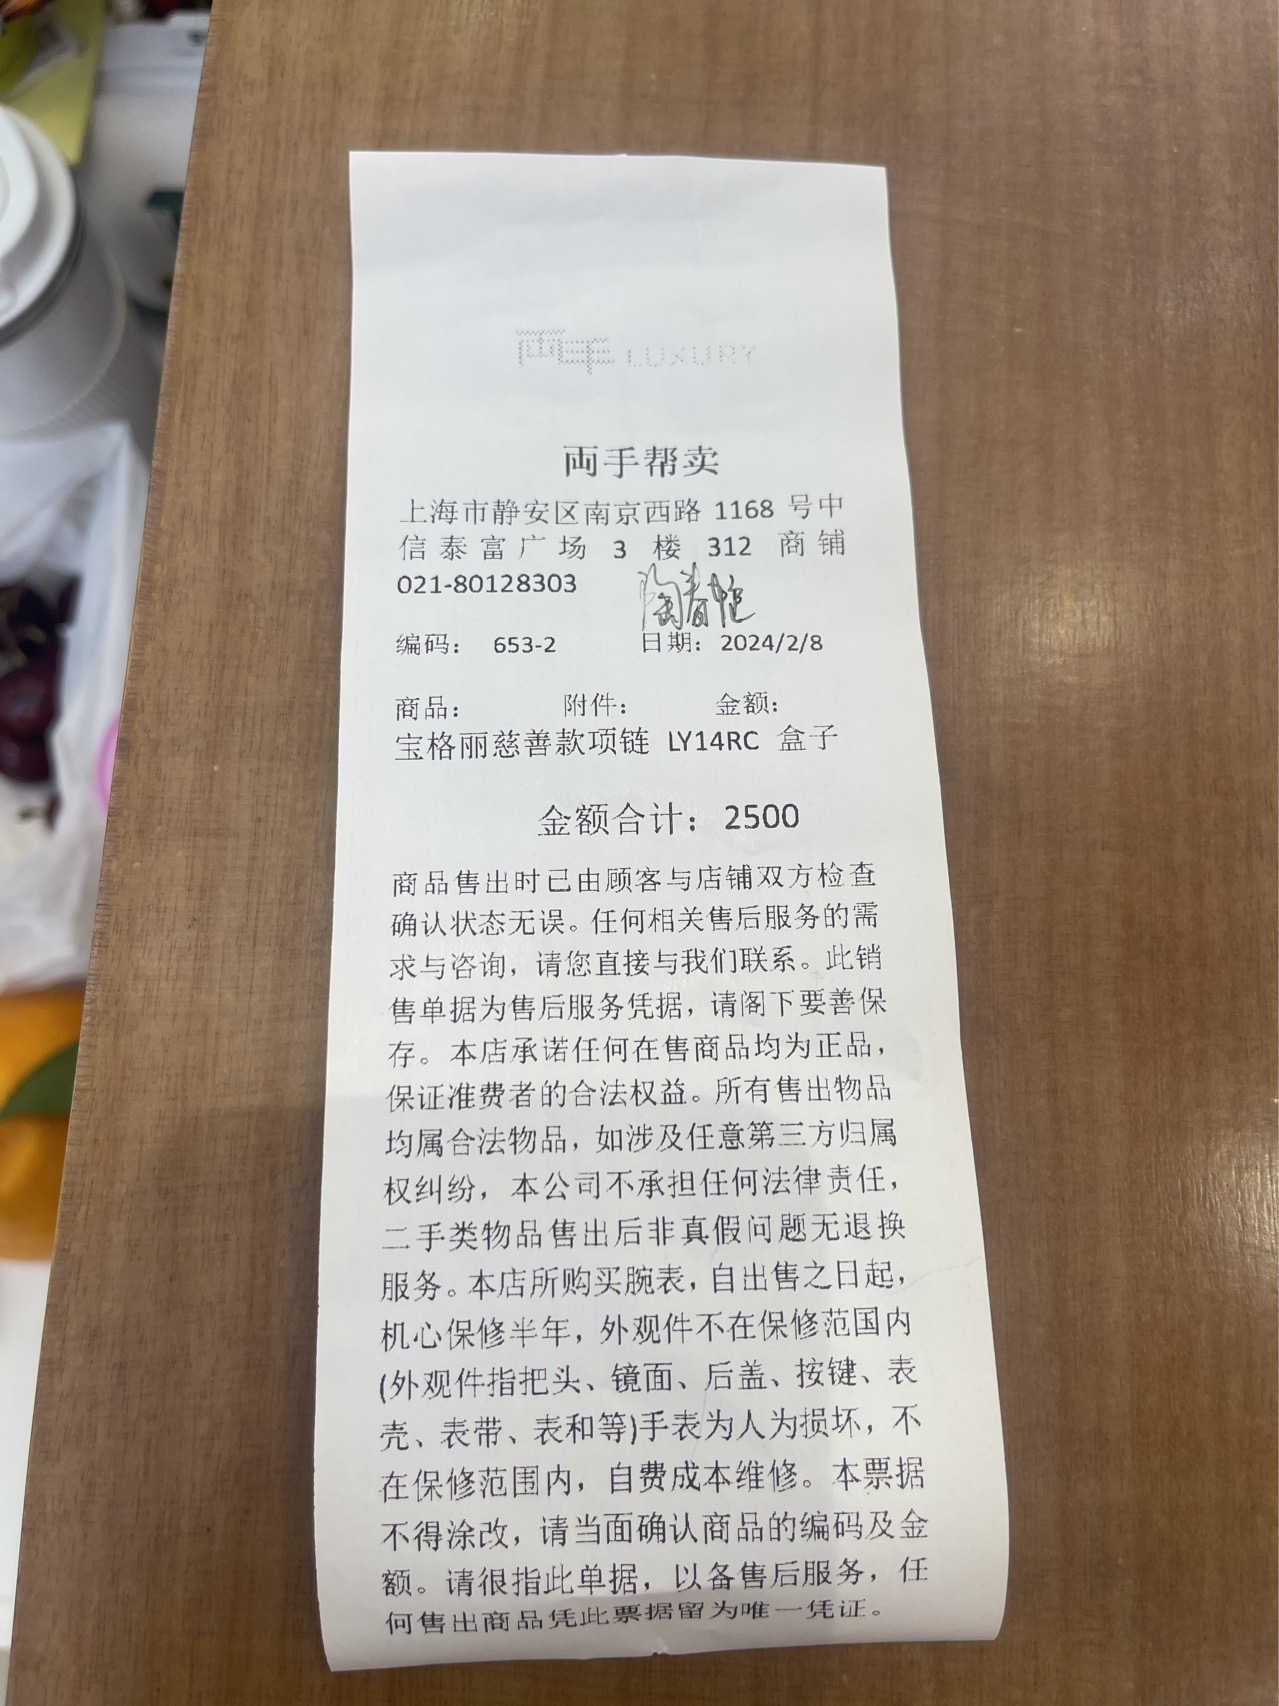 両手 LUXURY
両手帮卖
上海市静安区南京西路 1168 号中
信泰富广场 3 楼 312 商铺
021-80128303
编码： 653-2 日期：2024/2/8
商品： 附件： 金额：
宝格丽慈善款项链 LY14RC 盒子
金额合计：2500
商品售出时已由顾客与店铺双方检查
确认状态无误。任何相关售后服务的需
求与咨询，请您直接与我们联系。此销
售单据为售后服务凭据，请阁下要善保
存。本店承诺任何在售商品均为正品，
保证准费者的合法权益。所有售出物品
均属合法物品，如涉及任意第三方归属
权纠纷，本公司不承担任何法律责任，
二手类物品售出后非真假问题无退换
服务。本店所购买腕表，自出售之日起，
机心保修半年，外观件不在保修范围内
(外观件指把头、镜面、后盖、按键、表
壳、表带、表和等)手表为人为损坏，不
在保修范围内，自费成本维修。本票据
不得涂改，请当面确认商品的编码及金
额。请很指此单据，以备售后服务，任
何售出商品凭此票据留为唯一凭证。